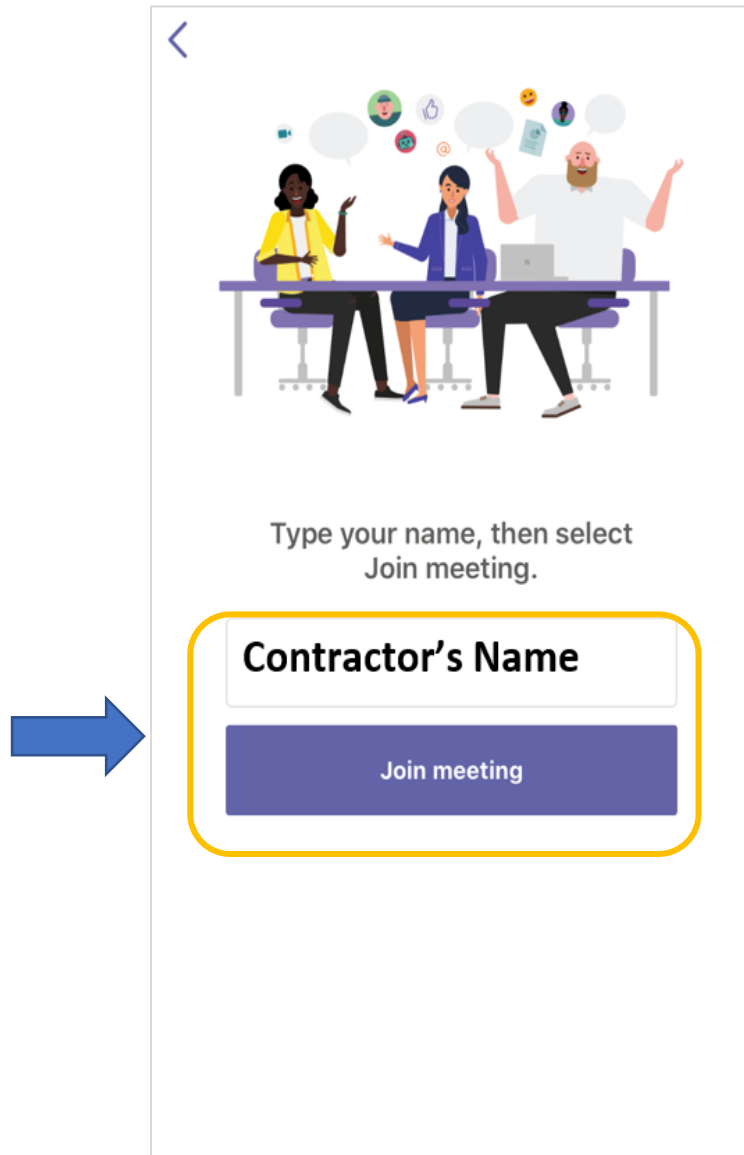 Type your name, then select
Join meeting.
Contractor’s Name
Join meeting